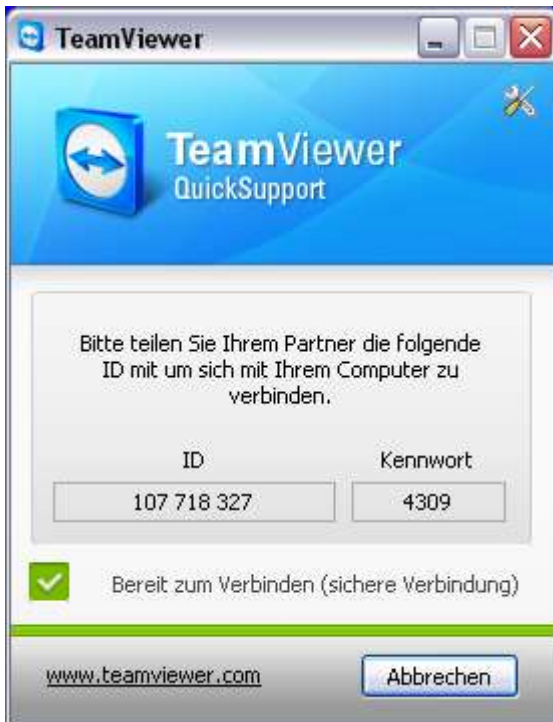 TeamViewer
TeamViewer
QuickSupport
Bitte teilen Sie Ihrem Partner die folgende
ID mit um sich mit Ihrem Computer zu
verbinden.
ID Kennwort
107 718 327 4309
Bereit zum Verbinden (sichere Verbindung)
www.teamviewer.com Abbrechen